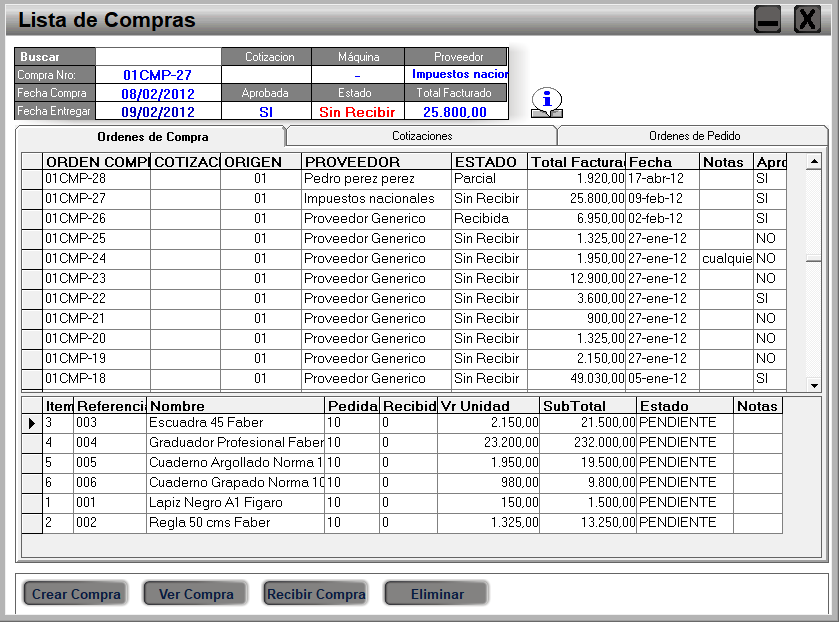 Lista de Compras
Buscar Cotizacion Máquina Proveedor
Compra Nro: 01CMP-27 - Impuestos nacior
Fecha Compra 08/02/2012 Aprobada Estado Total Facturado
Fecha Entregar 09/02/2012 SI Sin Recibir 25.800,00
Ordenes de Compra Cotizaciones Ordenes de Pedido
ORDEN COMPI COTIZACI ORIGEN PROVEEDOR ESTADO Total Factura Fecha Notas Apro
01CMP-28 01 Pedro perez perez Parcial 1.920,00 17-abr-12 SI
01CMP-27 01 Impuestos nacionales Sin Recibir 25.800,00 09-feb-12 SI
01CMP-26 01 Proveedor Generico Recibida 6.950,00 02-feb-12 SI
01CMP-25 01 Proveedor Generico Sin Recibir 1.325,00 27-ene-12 NO
01CMP-24 01 Proveedor Generico Sin Recibir 1.950,00 27-ene-12 cualquie NO
01CMP-23 01 Proveedor Generico Sin Recibir 12.900,00 27-ene-12 NO
01CMP-22 01 Proveedor Generico Sin Recibir 3.600,00 27-ene-12 SI
01CMP-21 01 Proveedor Generico Sin Recibir 900,00 27-ene-12 NO
01CMP-20 01 Proveedor Generico Sin Recibir 1.325,00 27-ene-12 NO
01CMP-19 01 Proveedor Generico Sin Recibir 2.150,00 27-ene-12 NO
01CMP-18 01 Proveedor Generico Sin Recibir 49.030,00 05-ene-12 SI
Item Referencia Nombre Pedida Recibid Vr Unidad SubTotal Estado Notas
3 003 Escuadra 45 Faber 10 0 2.150,00 21.500,00 PENDIENTE
4 004 Graduador Profesional Faber 10 0 23.200,00 232.000,00 PENDIENTE
5 005 Cuaderno Argollado Norma 1 10 0 1.950,00 19.500,00 PENDIENTE
6 006 Cuaderno Grapado Norma 10 10 0 980,00 9.800,00 PENDIENTE
1 001 Lapiz Negro A1 Figaro 10 0 150,00 1.500,00 PENDIENTE
2 002 Regla 50 cms Faber 10 0 1.325,00 13.250,00 PENDIENTE
Crear Compra Ver Compra Recibir Compra Eliminar